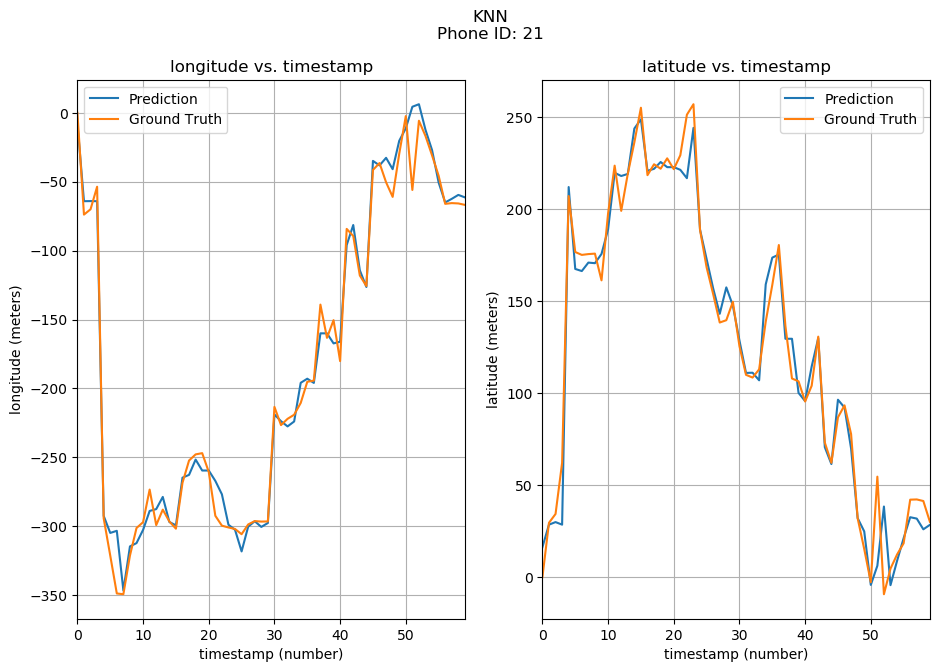 KNN
Phone ID: 21
longitude vs. timestamp
Prediction
Ground Truth
0
−50
−100
−150
−200
−250
−300
−350
longitude (meters)
0
10
20
30
40
50
timestamp (number)
latitude vs. timestamp
Prediction
Ground Truth
250
200
150
100
50
0
latitude (meters)
0
10
20
30
40
50
timestamp (number)